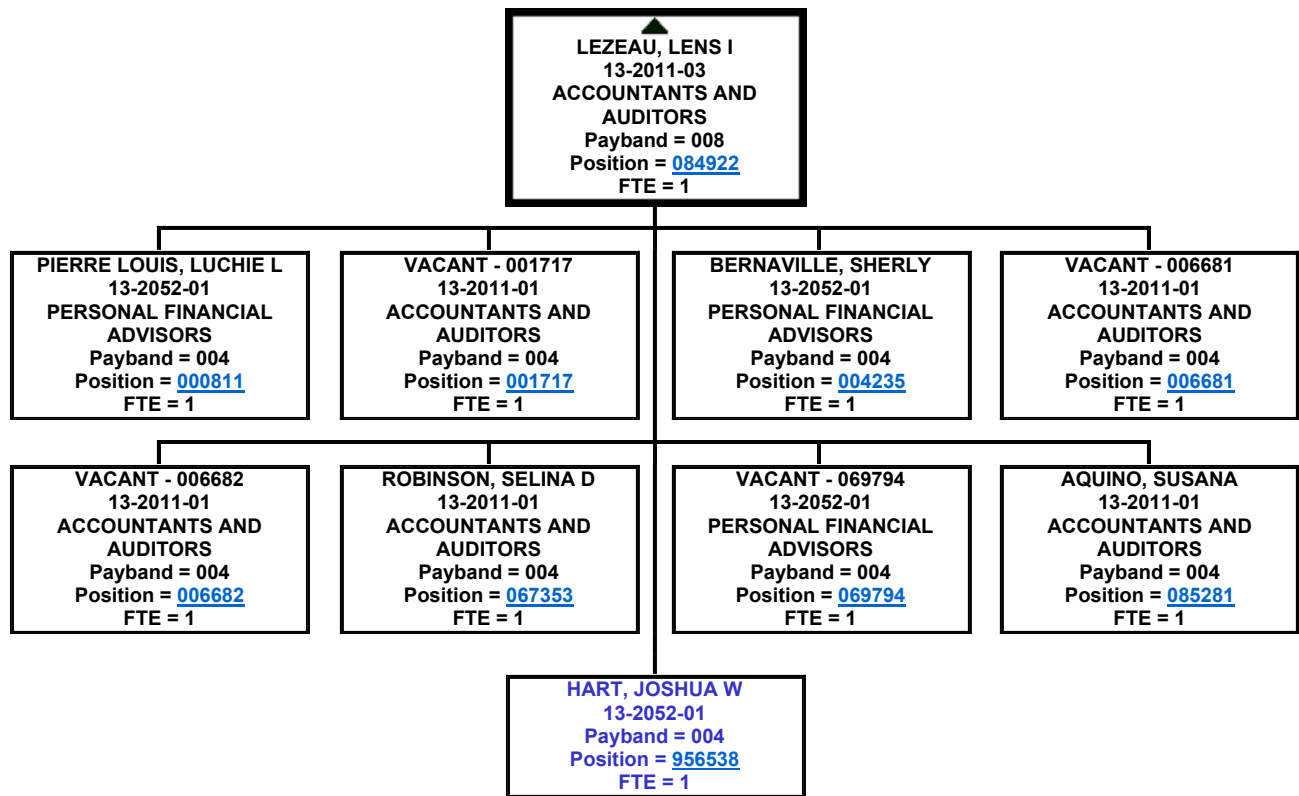 LEZEAU, LENS I
13-2011-03
ACCOUNTANTS AND
AUDITORS
Payband = 008
Position = 084922
FTE = 1
PIERRE LOUIS, LUCHIE L
13-2052-01
PERSONAL FINANCIAL
ADVISORS
Payband = 004
Position = 000811
FTE = 1
VACANT - 001717
13-2011-01
ACCOUNTANTS AND
AUDITORS
Payband = 004
Position = 001717
FTE = 1
BERNAVILLE, SHERLY
13-2052-01
PERSONAL FINANCIAL
ADVISORS
Payband = 004
Position = 004235
FTE = 1
VACANT - 006681
13-2011-01
ACCOUNTANTS AND
AUDITORS
Payband = 004
Position = 006681
FTE = 1
VACANT - 006682
13-2011-01
ACCOUNTANTS AND
AUDITORS
Payband = 004
Position = 006682
FTE = 1
ROBINSON, SELINA D
13-2011-01
ACCOUNTANTS AND
AUDITORS
Payband = 004
Position = 067353
FTE = 1
VACANT - 069794
13-2052-01
PERSONAL FINANCIAL
ADVISORS
Payband = 004
Position = 069794
FTE = 1
AQUINO, SUSANA
13-2011-01
ACCOUNTANTS AND
AUDITORS
Payband = 004
Position = 085281
FTE = 1
HART, JOSHUA W
13-2052-01
Payband = 004
Position = 956538
FTE = 1